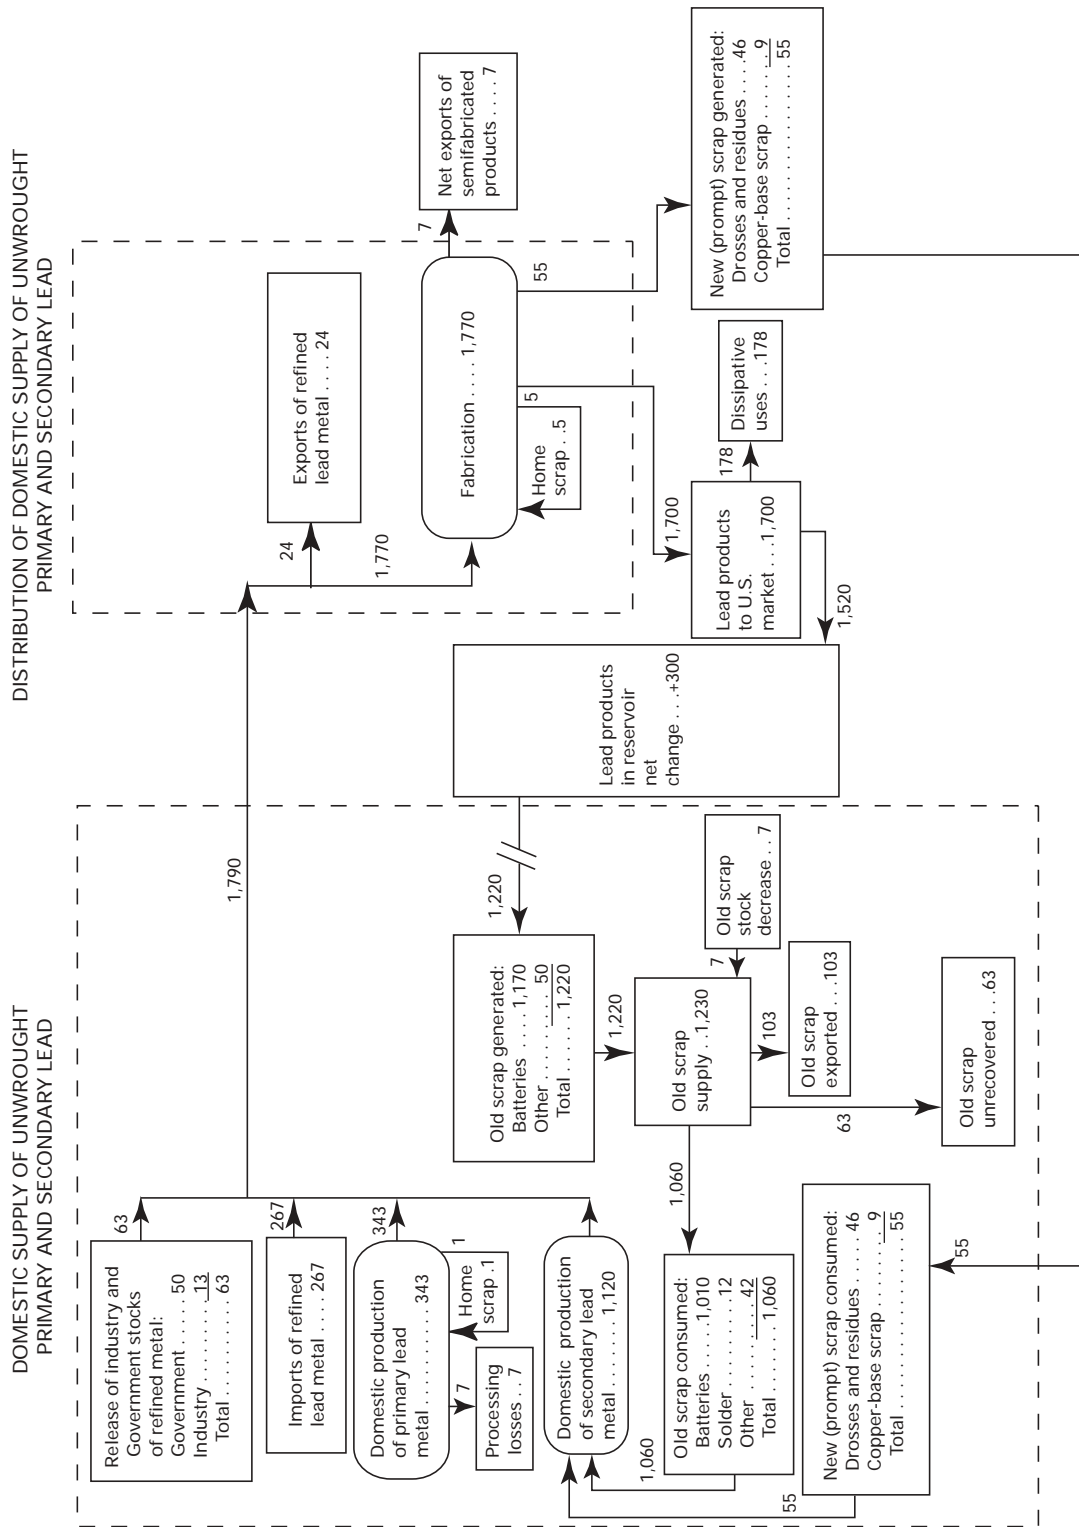 DOMESTIC SUPPLY OF UNWROUGHT
PRIMARY AND SECONDARY LEAD
DISTRIBUTION OF DOMESTIC SUPPLY OF UNWROUGHT
PRIMARY AND SECONDARY LEAD
Release of industry and
Government stocks
of refined metal:
Government . . . . . .50
Industry . . . . . . . . .13
Total . . . . . . . . . . 63
63
Imports of refined
lead metal . . . . 267
267
Domestic production
of primary lead
metal . . . . . . . . . . 343
343
1
Home
scrap .1
7
Processing
losses . . 7
Domestic production
of secondary lead
metal . . . . . . . 1,120
1,060
55
Old scrap consumed:
Batteries . . . .1,010
Solder . . . . . . . . 12
Other . . . . . . . . .42
Total . . . . . . .1,060
1,060
New (prompt) scrap consumed:
Drosses and residues . . . . .46
Copper-base scrap . . . . . . . .9
Total . . . . . . . . . . . . . . . . .55
55
1,790
1,220
Old scrap generated:
Batteries . . . . 1,170
Other . . . . . . . . . 50
Total . . . . . . . 1,220
1,220
Old scrap
supply . .1,230
7
Old scrap
stock
decrease . . 7
103
Old scrap
exported . . .103
63
Old scrap
unrecovered . . .63
Lead products
in reservoir
net
change . . .+300
24
Exports of refined
lead metal . . . . 24
1,770
Fabrication . . . . 1,770
7
Net exports of
semifabricated
products . . . . 7
5
Home
scrap . .5
55
1,700
Lead products
to U.S.
market . . .1,700
178
Dissipative
uses . . .178
1,520
New (prompt) scrap generated:
Drosses and residues . . . .46
Copper-base scrap . . . . . . .9
Total . . . . . . . . . . . . . . . .55